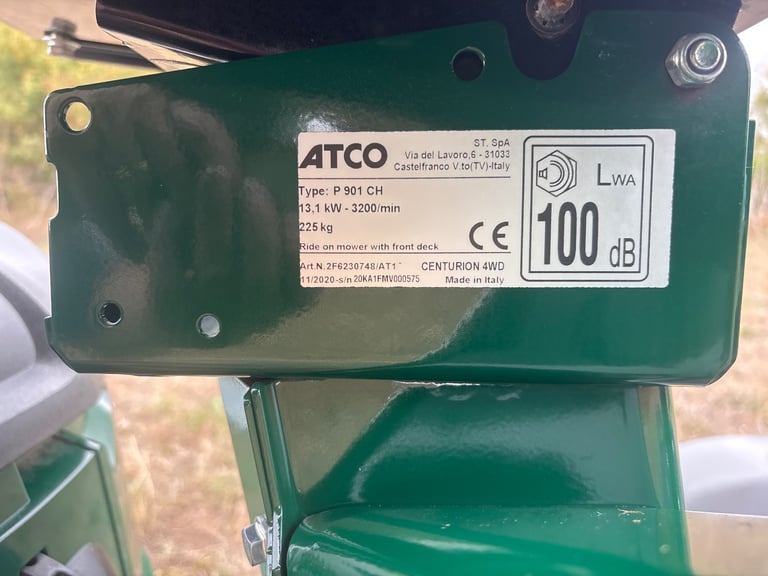 ATCO
ST. SpA
Via del Lavoro,6 - 31033
Castelfranco V.to(TV)-Italy
Type: P 901 CH
13,1 kW - 3200/min
225 kg
Ride on mower with front deck
CE
Art.N.2F6230748/AT1
CENTURION 4WD
11/2020-s/n 20KA1FMV000575
Made in Italy
LWA
100 dB